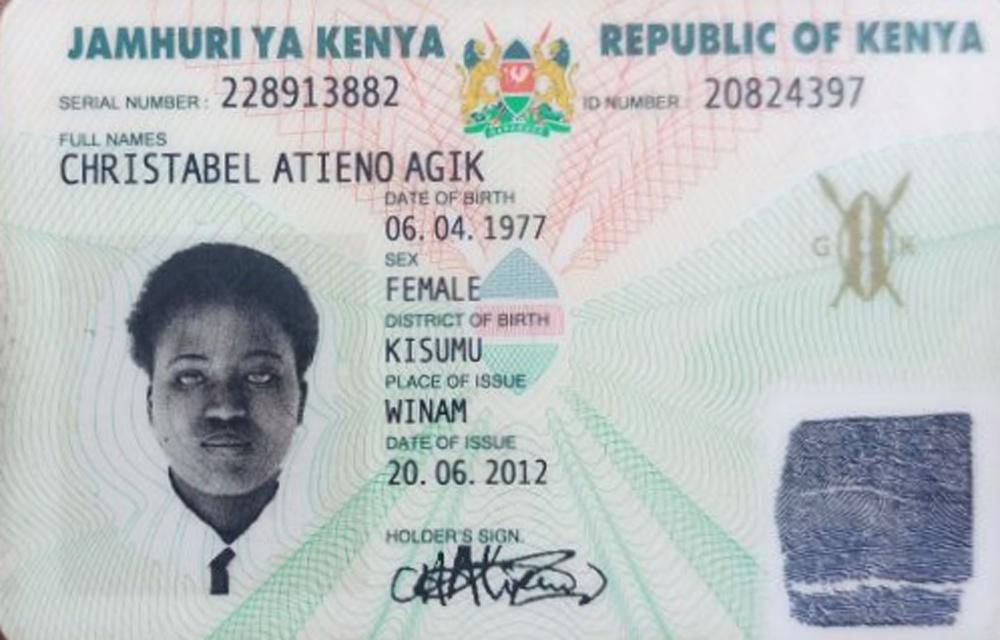 JAMHURI YA KENYA REPUBLIC OF KENYA
SERIAL NUMBER : 228913882 ID NUMBER : 20824397
FULL NAMES
CHRISTABEL ATIENO AGIK
DATE OF BIRTH
06. 04. 1977
SEX
FEMALE
G K
DISTRICT OF BIRTH
KISUMU
PLACE OF ISSUE
WINAM
DATE OF ISSUE
20. 06. 2012
HOLDER'S SIGN.